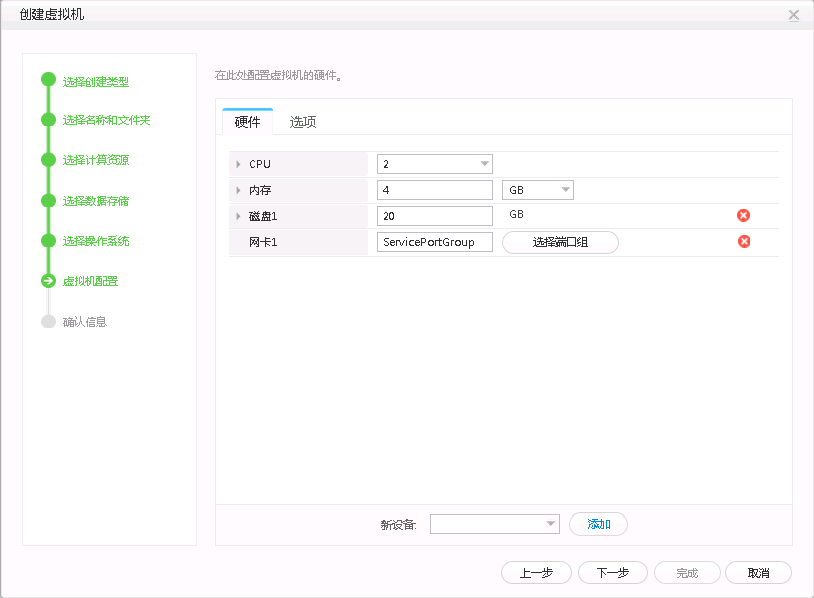 创建虚拟机
选择创建类型
选择名称和文件夹
选择计算资源
选择数据存储
选择操作系统
虚拟机配置
确认信息
在此处配置虚拟机的硬件。
硬件 选项
CPU 2
内存 4 GB
磁盘1 20 GB
网卡1 ServicePortGroup 选择端口组
新设备: 添加
上一步 下一步 完成 取消